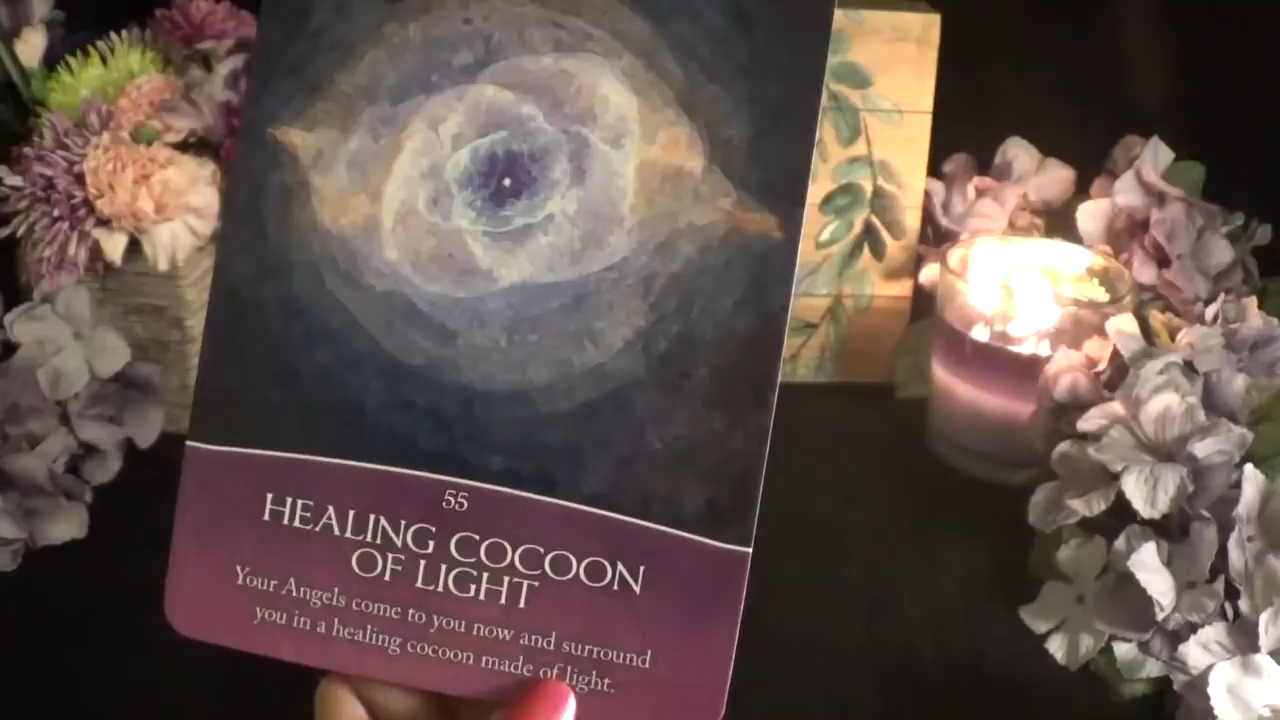 55
HEALING COCOON
OF LIGHT
Your Angels come to you now and surround
you in a healing cocoon made of light.